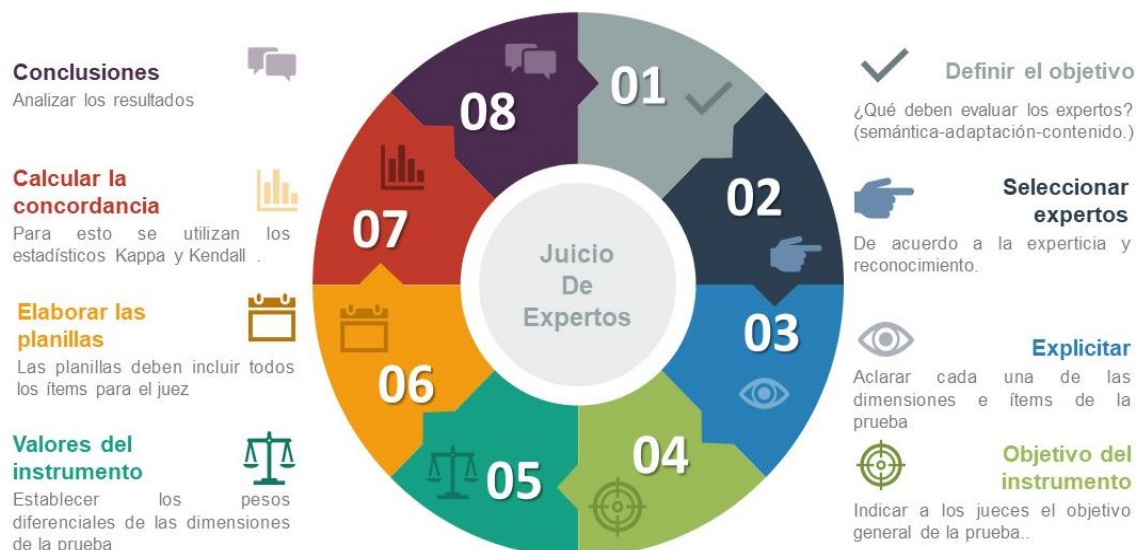 Conclusiones
Analizar los resultados
Calcular la
concordancia
Para esto se utilizan los
estadísticos Kappa y Kendall .
Elaborar las
planillas
Las planillas deben incluir todos
los ítems para el juez
Valores del
instrumento
Establecer los pesos
diferenciales de las dimensiones
de la prueba
08
01
07
02
Juicio
De
Expertos
06
03
05
04
Definir el objetivo
¿Qué deben evaluar los expertos?
(semántica-adaptación-contenido.)
Seleccionar
expertos
De acuerdo a la experticia y
reconocimiento.
Explicitar
Aclarar cada una de las
dimensiones e ítems de la
prueba
Objetivo del
instrumento
Indicar a los jueces el objetivo
general de la prueba..